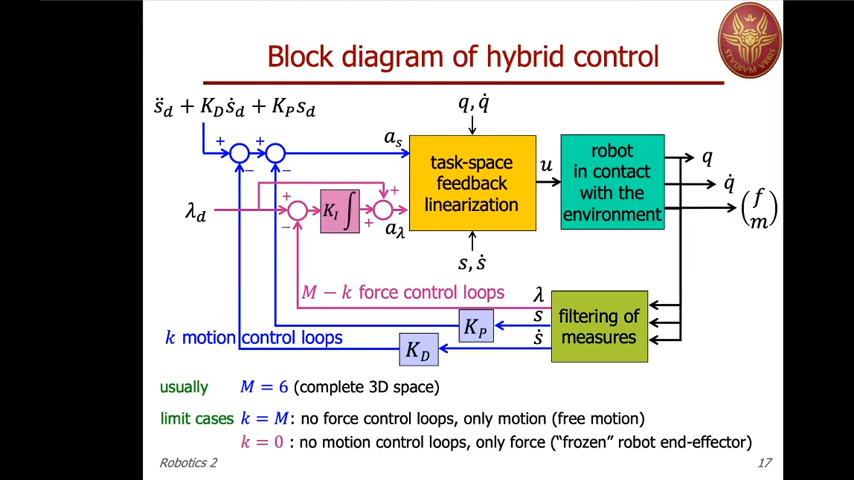 Block diagram of hybrid control
STVDIVM VRBIS
s̈_d + K_D ṡ_d + K_P s_d
q, q̇
+ + − −
a_s
task-space
feedback
linearization
u
robot
in contact
with the
environment
q
q̇
(f m)
λ_d
+ −
K_I ∫
+ +
a_λ
s, ṡ
M − k force control loops
λ
s
ṡ
filtering of
measures
K_P
k motion control loops
K_D
usually M = 6 (complete 3D space)
limit cases k = M: no force control loops, only motion (free motion)
k = 0 : no motion control loops, only force (“frozen” robot end-effector)
Robotics 2
17